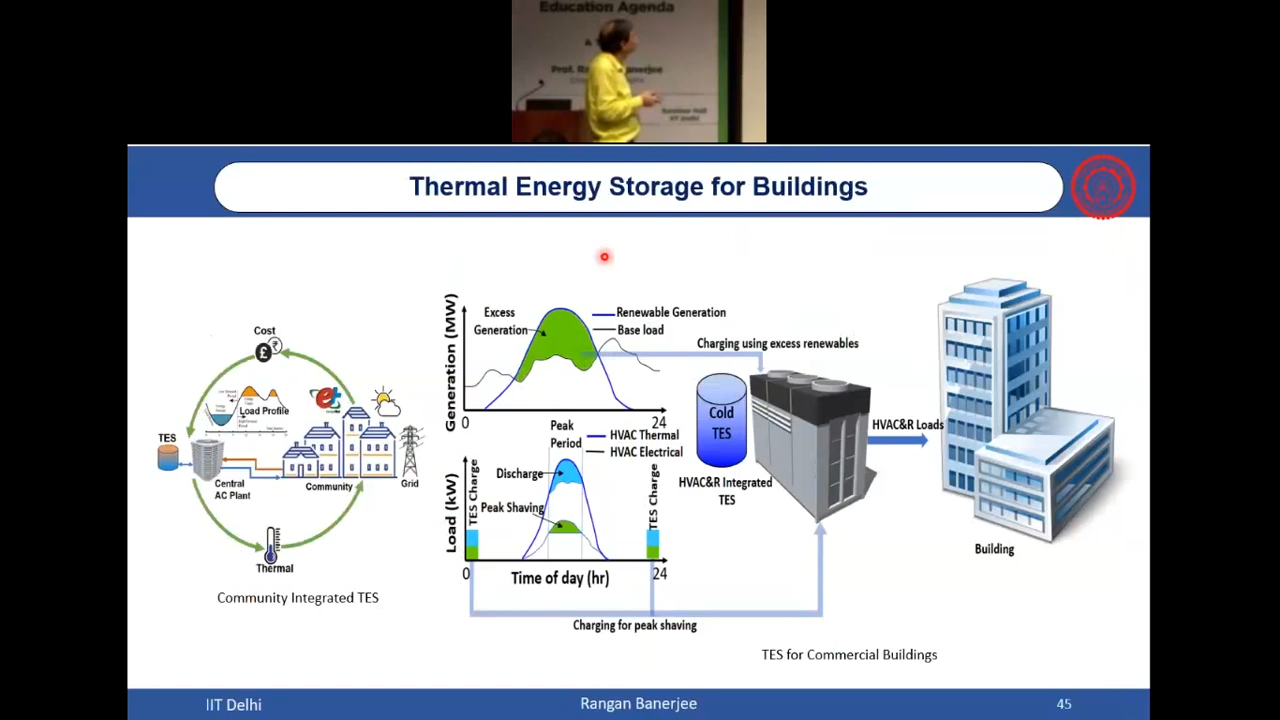 Education Agenda
Thermal Energy Storage for Buildings
Cost
£ ₹
Load Profile
TES
Central
AC Plant
Community
Grid
Thermal
Community Integrated TES
Generation (MW)
Excess
Generation
Renewable Generation
Base load
0
24
Charging using excess renewables
Peak
Period
HVAC Thermal
HVAC Electrical
Load (kW)
TES Charge
Discharge
Peak Shaving
TES Charge
0
Time of day (hr)
24
Charging for peak shaving
Cold
TES
HVAC&R Integrated
TES
HVAC&R Loads
Building
TES for Commercial Buildings
IIT Delhi
Rangan Banerjee
45